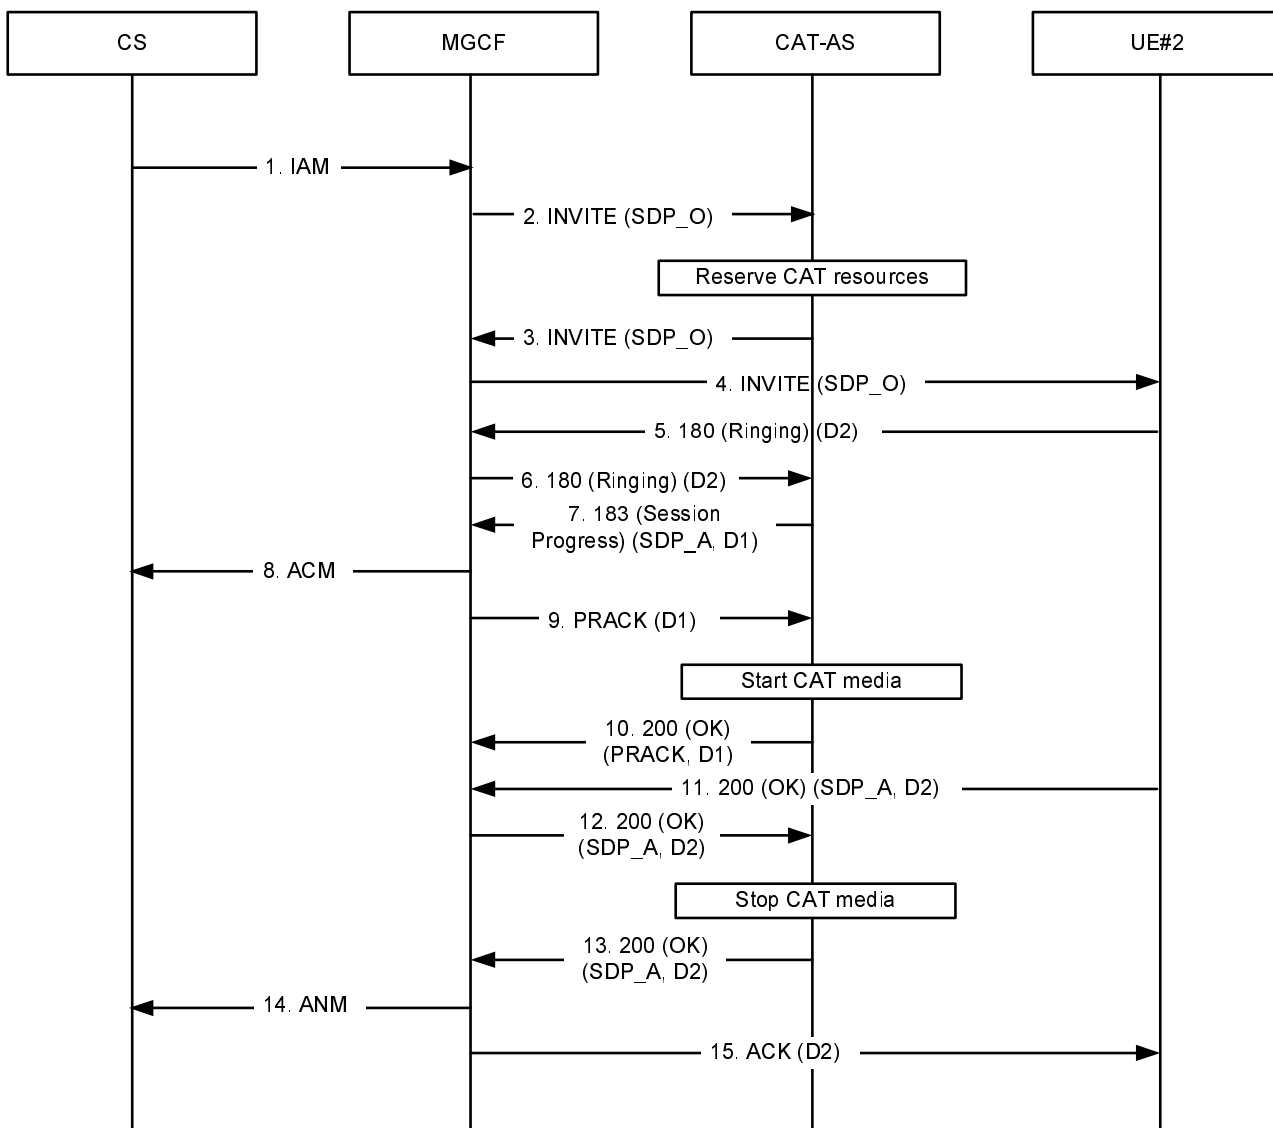 CS
MGCF
CAT-AS
UE#2
1. IAM
2. INVITE (SDP_O)
Reserve CAT resources
3. INVITE (SDP_O)
4. INVITE (SDP_O)
5. 180 (Ringing) (D2)
6. 180 (Ringing) (D2)
7. 183 (Session
Progress) (SDP_A, D1)
8. ACM
9. PRACK (D1)
Start CAT media
10. 200 (OK)
(PRACK, D1)
11. 200 (OK) (SDP_A, D2)
12. 200 (OK)
(SDP_A, D2)
Stop CAT media
13. 200 (OK)
(SDP_A, D2)
14. ANM
15. ACK (D2)